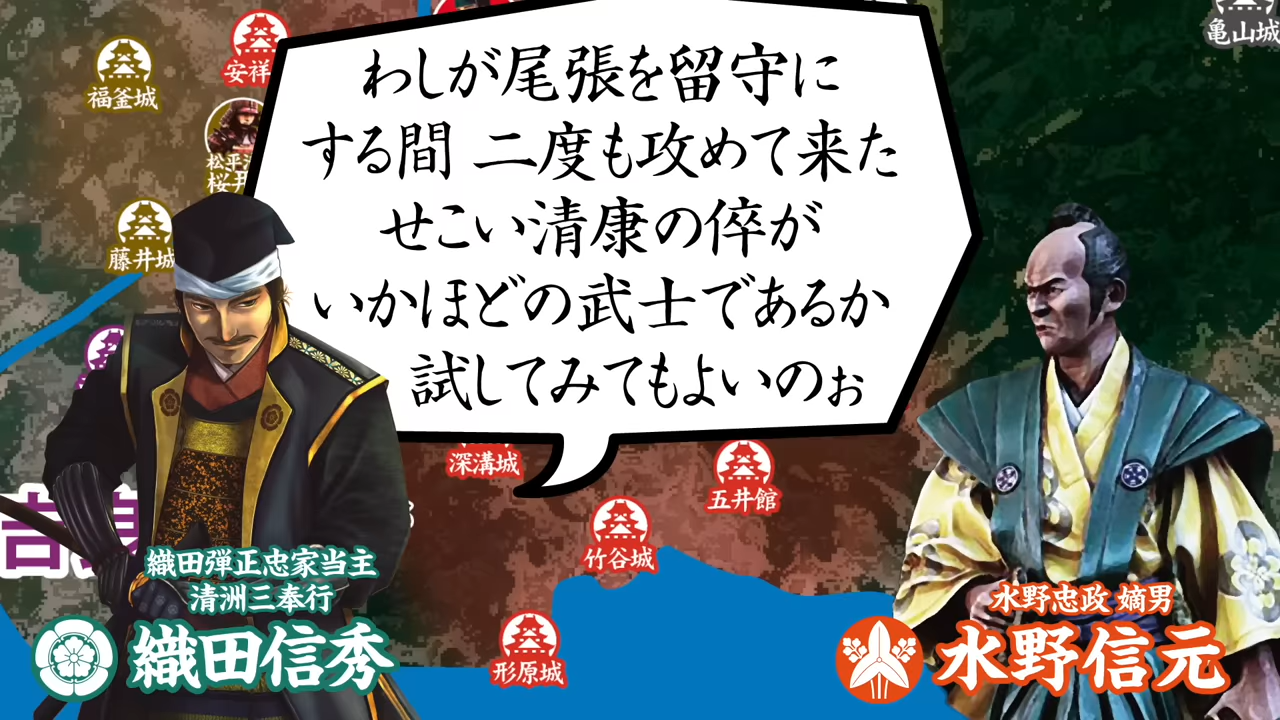 亀山城
安祥
福釜城
わしが尾張を留守に
する間 二度も攻めて来た
せこい清康の倅が
いかほどの武士であるか
試してみてもよいのぉ
松平
桜井
藤井城
深溝城
五井館
竹谷城
織田弾正忠家当主
清洲三奉行
織田信秀
形原城
水野忠政 嫡男
水野信元